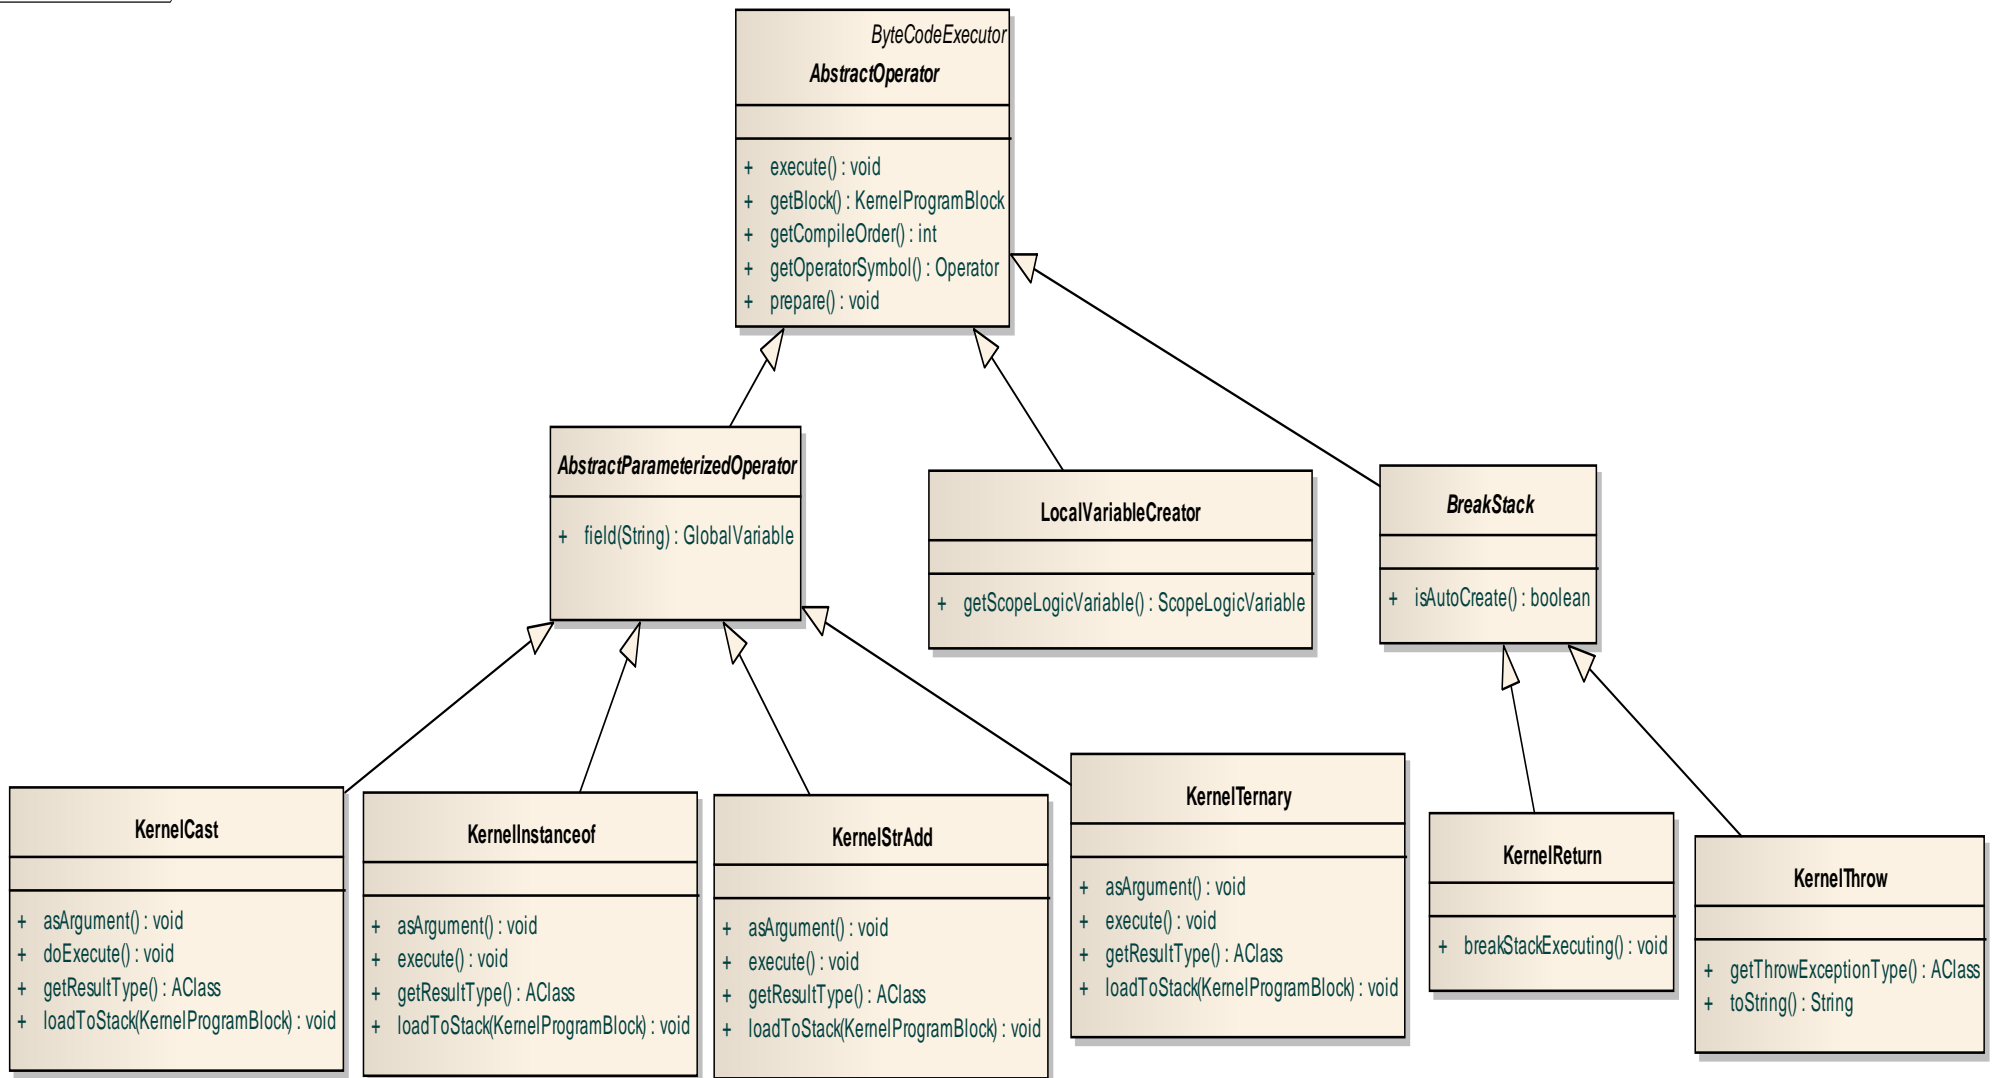 ByteCodeExecutor
AbstractOperator
+ execute() : void
+ getBlock() : KernelProgramBlock
+ getCompileOrder() : int
+ getOperatorSymbol() : Operator
+ prepare() : void
AbstractParameterizedOperator
+ field(String) : GlobalVariable
LocalVariableCreator
+ getScopeLogicVariable() : ScopeLogicVariable
BreakStack
+ isAutoCreate() : boolean
KernelCast
+ asArgument() : void
+ doExecute() : void
+ getResultType() : AClass
+ loadToStack(KernelProgramBlock) : void
KernelInstanceof
+ asArgument() : void
+ execute() : void
+ getResultType() : AClass
+ loadToStack(KernelProgramBlock) : void
KernelStrAdd
+ asArgument() : void
+ execute() : void
+ getResultType() : AClass
+ loadToStack(KernelProgramBlock) : void
KernelTernary
+ asArgument() : void
+ execute() : void
+ getResultType() : AClass
+ loadToStack(KernelProgramBlock) : void
KernelReturn
+ breakStackExecuting() : void
KernelThrow
+ getThrowExceptionType() : AClass
+ toString() : String